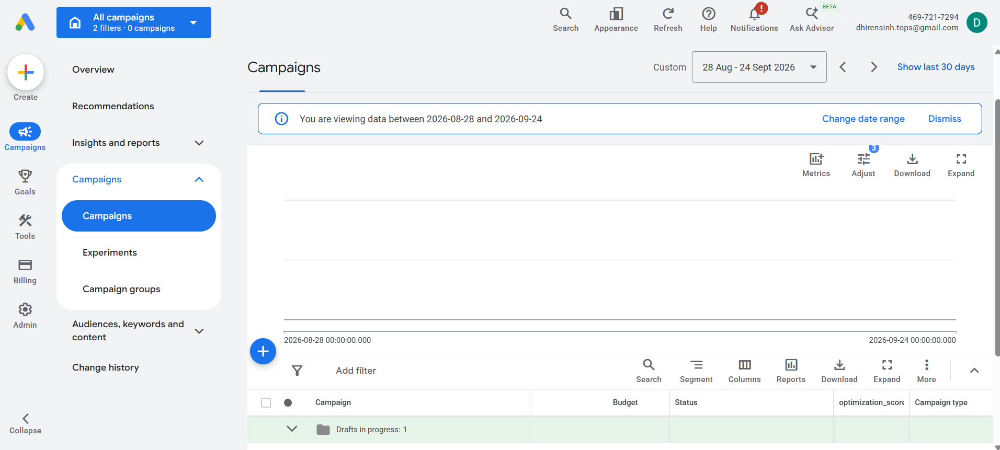 All campaigns
2 filters · 0 campaigns
Search
Appearance
Refresh
Help
!
Notifications
BETA
Ask Advisor
469-721-7294
dhirensinh.tops@gmail.com
D
Create
Campaigns
Goals
Tools
Billing
Admin
Collapse
Overview
Recommendations
Insights and reports
Campaigns
Campaigns
Experiments
Campaign groups
Audiences, keywords and
content
Change history
Campaigns
Custom
28 Aug - 24 Sept 2026
Show last 30 days
You are viewing data between 2026-08-28 and 2026-09-24
Change date range
Dismiss
3
Metrics
Adjust
Download
Expand
2026-08-28 00:00:00.000
2026-09-24 00:00:00.000
Add filter
Search
Segment
Columns
Reports
Download
Expand
More
Campaign
Budget
Status
optimization_score
Campaign type
Drafts in progress: 1